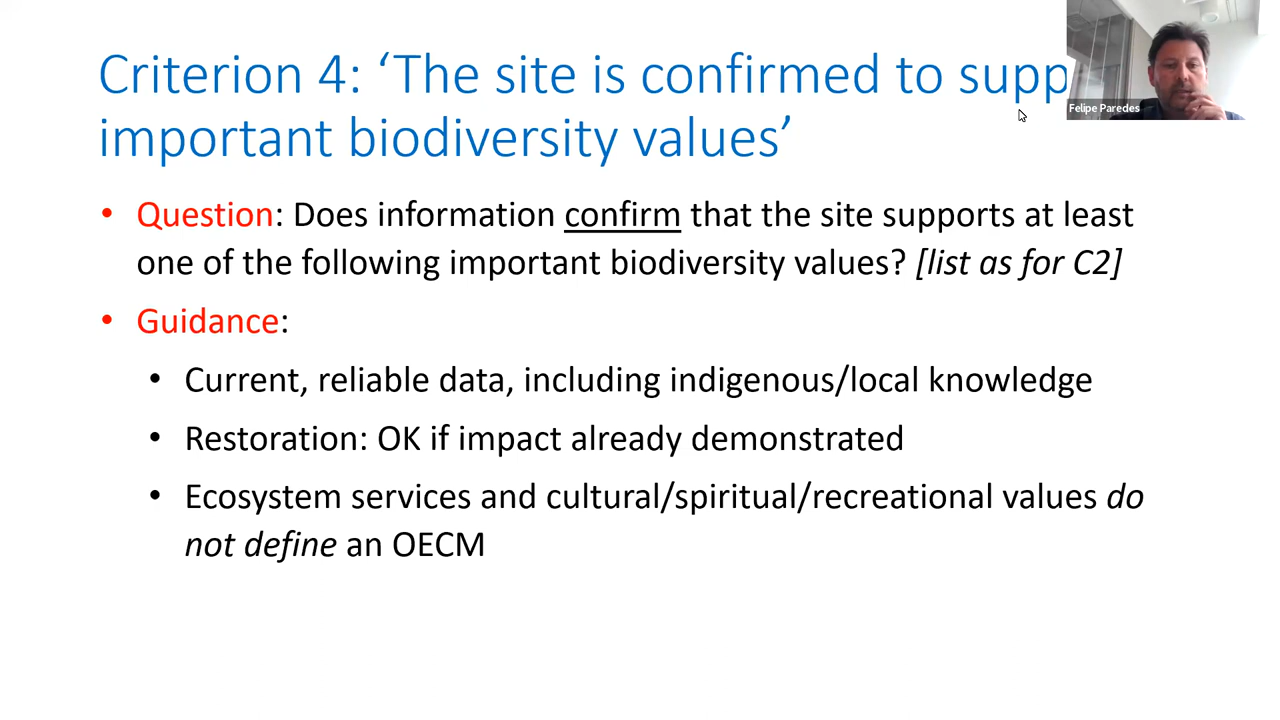 Criterion 4: ‘The site is confirmed to supp
important biodiversity values’
Felipe Paredes
• Question: Does information confirm that the site supports at least
one of the following important biodiversity values? [list as for C2]
• Guidance:
• Current, reliable data, including indigenous/local knowledge
• Restoration: OK if impact already demonstrated
• Ecosystem services and cultural/spiritual/recreational values do
not define an OECM